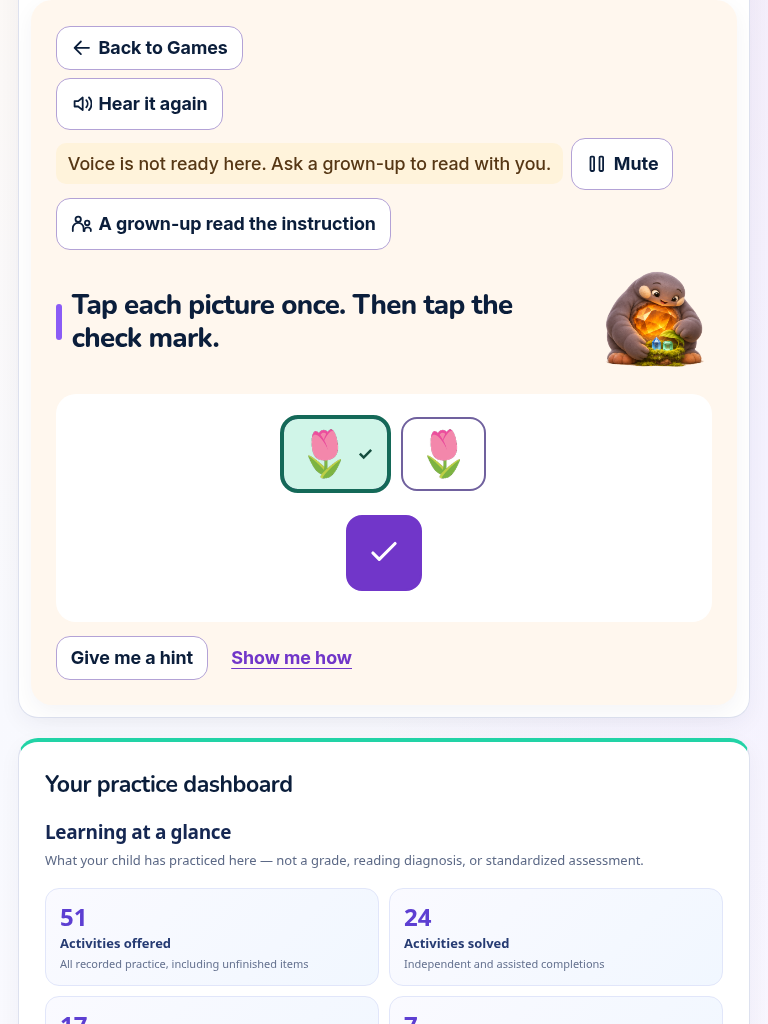 Back to Games
Hear it again
Voice is not ready here. Ask a grown-up to read with you.
Mute
A grown-up read the instruction
Tap each picture once. Then tap the
check mark.
Give me a hint
Show me how
Your practice dashboard
Learning at a glance
What your child has practiced here — not a grade, reading diagnosis, or standardized assessment.
51
Activities offered
All recorded practice, including unfinished items
24
Activities solved
Independent and assisted completions
17
7